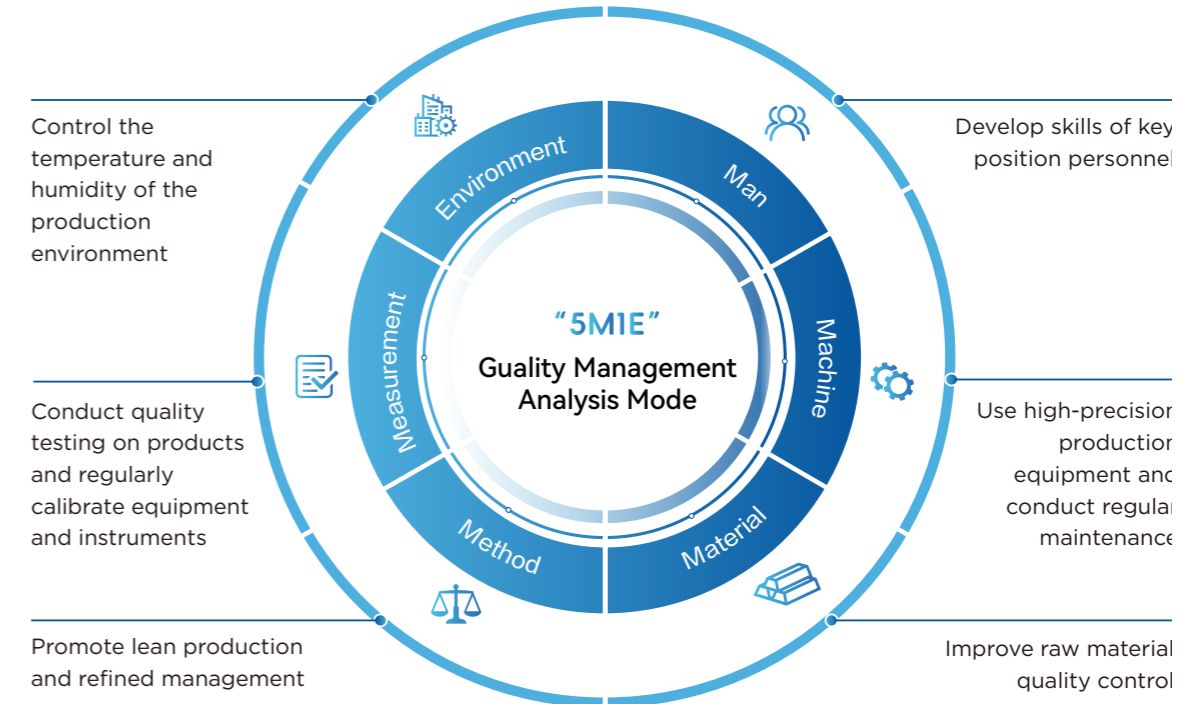 Control the
temperature and
humidity of the
production
environment
Conduct quality
testing on products
and regularly
calibrate equipment
and instruments
Promote lean production
and refined management
Environment
Man
Measurement
Machine
Method
Material
“5M1E”
Guality Management
Analysis Mode
Develop skills of key
position personnel
Use high-precision
production
equipment and
conduct regular
maintenance
Improve raw material
quality control